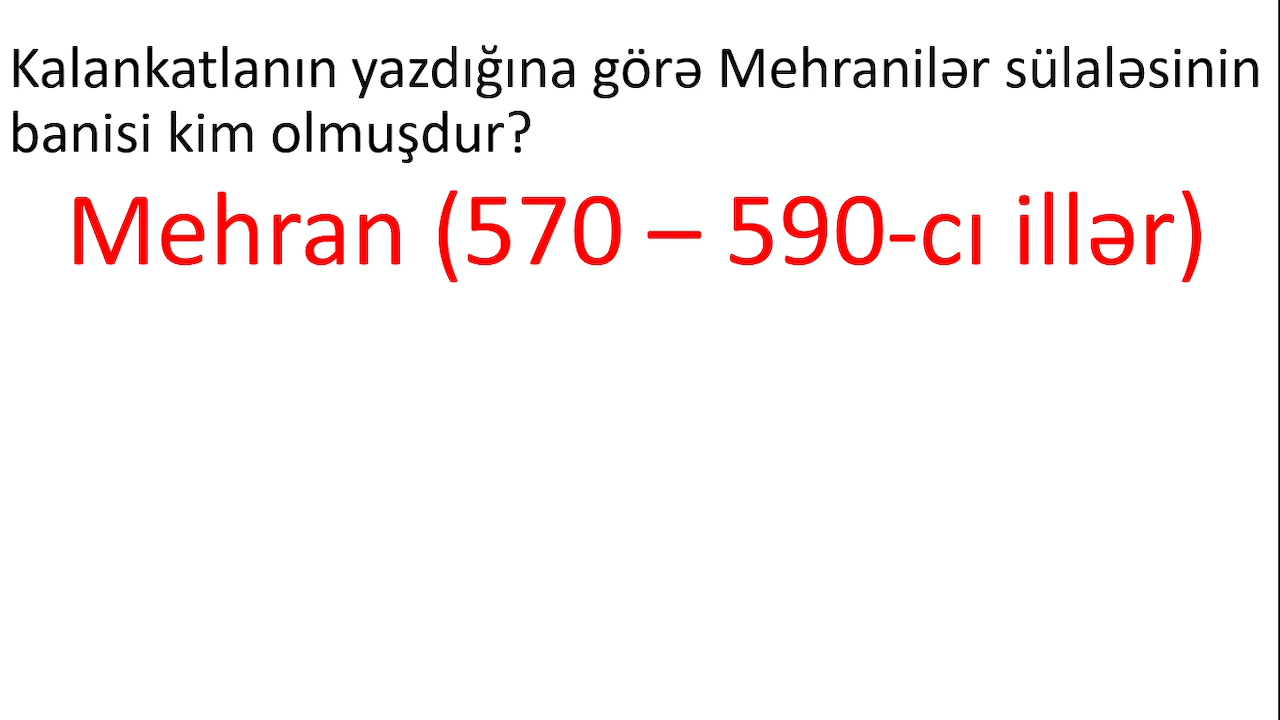 Kalankatlanın yazdığına görə Mehranilər sülaləsinin
banisi kim olmuşdur?
Mehran (570 – 590-cı illər)